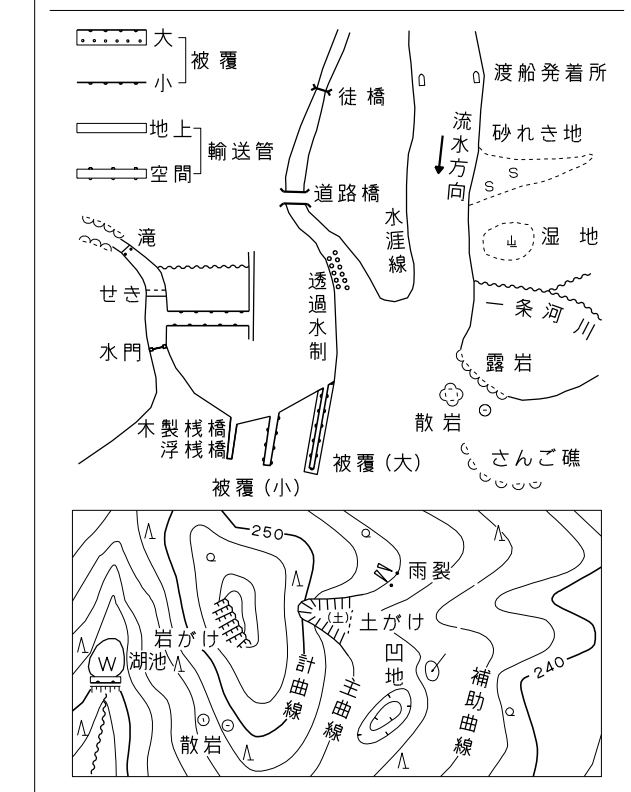 大
小
被覆
地上
空間
輸送管
徒橋
渡船発着所
流水方向
砂れき地
S
S
道路橋
水涯線
滝
湿地
せき
透過水制
一条河川
水門
露岩
散岩
木製桟橋
浮桟橋
被覆(大)
さんご礁
被覆(小)
250
雨裂
(土)
土がけ
岩がけ
W
湖池
計曲線
主曲線
凹地
補助曲線
240
散岩